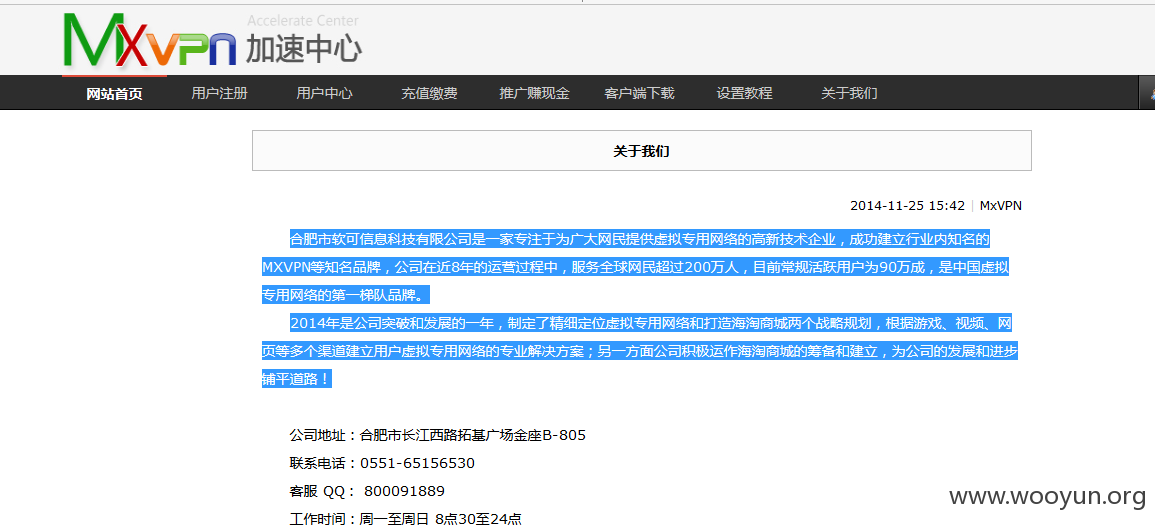 Accelerate Center
MXVPN 加速中心
网站首页 用户注册 用户中心 充值缴费 推广赚现金 客户端下载 设置教程 关于我们
关于我们
2014-11-25 15:42 | MxVPN
合肥市软可信息科技有限公司是一家专注于为广大网民提供虚拟专用网络的高新技术企业，成功建立行业内知名的
MXVPN等知名品牌，公司在近8年的运营过程中，服务全球网民超过200万人，目前常规活跃用户为90万成，是中国虚拟
专用网络的第一梯队品牌。
2014年是公司突破和发展的一年，制定了精细定位虚拟专用网络和打造海淘商城两个战略规划，根据游戏、视频、网
页等多个渠道建立用户虚拟专用网络的专业解决方案；另一方面公司积极运作海淘商城的筹备和建立，为公司的发展和进步
铺平道路！
公司地址：合肥市长江西路拓基广场金座B-805
联系电话：0551-65156530
客服 QQ： 800091889
工作时间：周一至周日 8点30至24点
www.wooyun.org